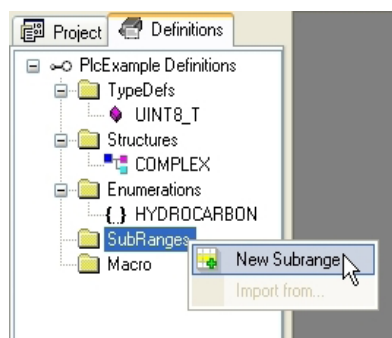 Project Definitions
PlcExample Definitions
TypeDefs
UINT8_T
Structures
COMPLEX
Enumerations
{ } HYDROCARBON
SubRanges
New Subrange
Macro
Import from...